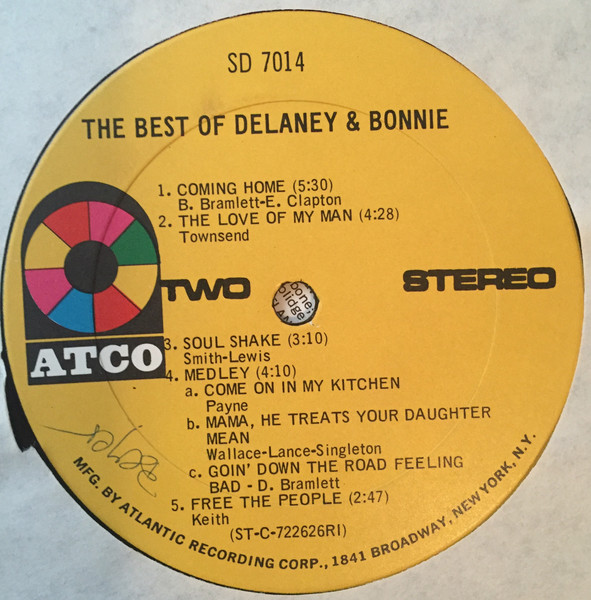 SD 7014
THE BEST OF DELANEY & BONNIE
1. COMING HOME (5:30)
B. Bramlett-E. Clapton
2. THE LOVE OF MY MAN (4:28)
Townsend
TWO
STEREO
bone,
blidge
3. SOUL SHAKE (3:10)
Smith-Lewis
ATCO
4. MEDLEY (4:10)
a. COME ON IN MY KITCHEN
Payne
b. MAMA, HE TREATS YOUR DAUGHTER
MEAN
Wallace-Lance-Singleton
c. GOIN' DOWN THE ROAD FEELING
BAD - D. Bramlett
5. FREE THE PEOPLE (2:47)
Keith
(ST-C-722626RI)
MFG. BY ATLANTIC RECORDING CORP., 1841 BROADWAY, NEW YORK, N.Y.